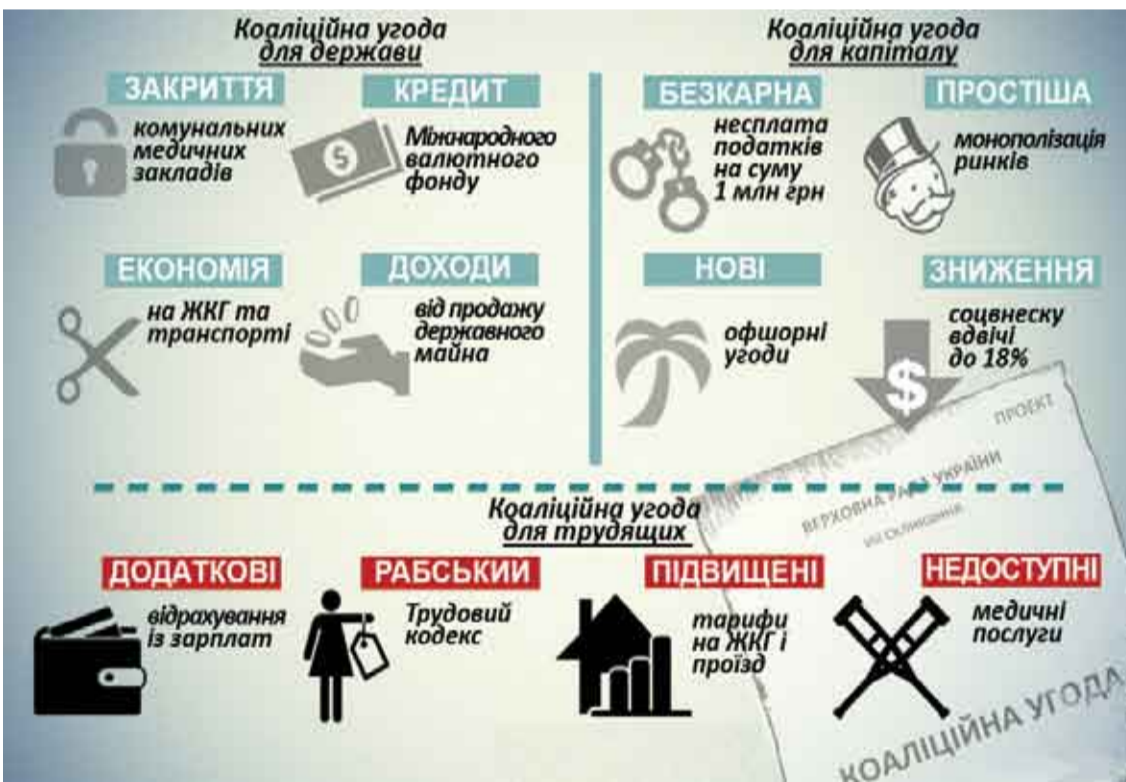 Коаліційна угода
для держави
ЗАКРИТТЯ
комунальних
медичних
закладів
КРЕДИТ
$
Міжнародного
валютного
фонду
ЕКОНОМІЯ
на ЖКГ та
транспорті
ДОХОДИ
від продажу
державного
майна
Коаліційна угода
для капіталу
БЕЗКАРНА
несплата
податків
на суму
1 млн грн
ПРОСТІША
монополізація
ринків
НОВІ
офшорні
угоди
ЗНИЖЕННЯ
соцвнеску
вдвічі
до 18%
$
ПРОЕКТ
ВЕРХОВНА РАДА УКРАЇНИ
СКЛИКАННЯ
Коаліційна угода
для трудящих
ДОДАТКОВІ
відрахування
із зарплат
РАБСЬКИЙ
Трудовий
кодекс
ПІДВИЩЕНІ
тарифи
на ЖКГ і
проїзд
НЕДОСТУПНІ
медичні
послуги
КОАЛІЦІЙНА УГОДА